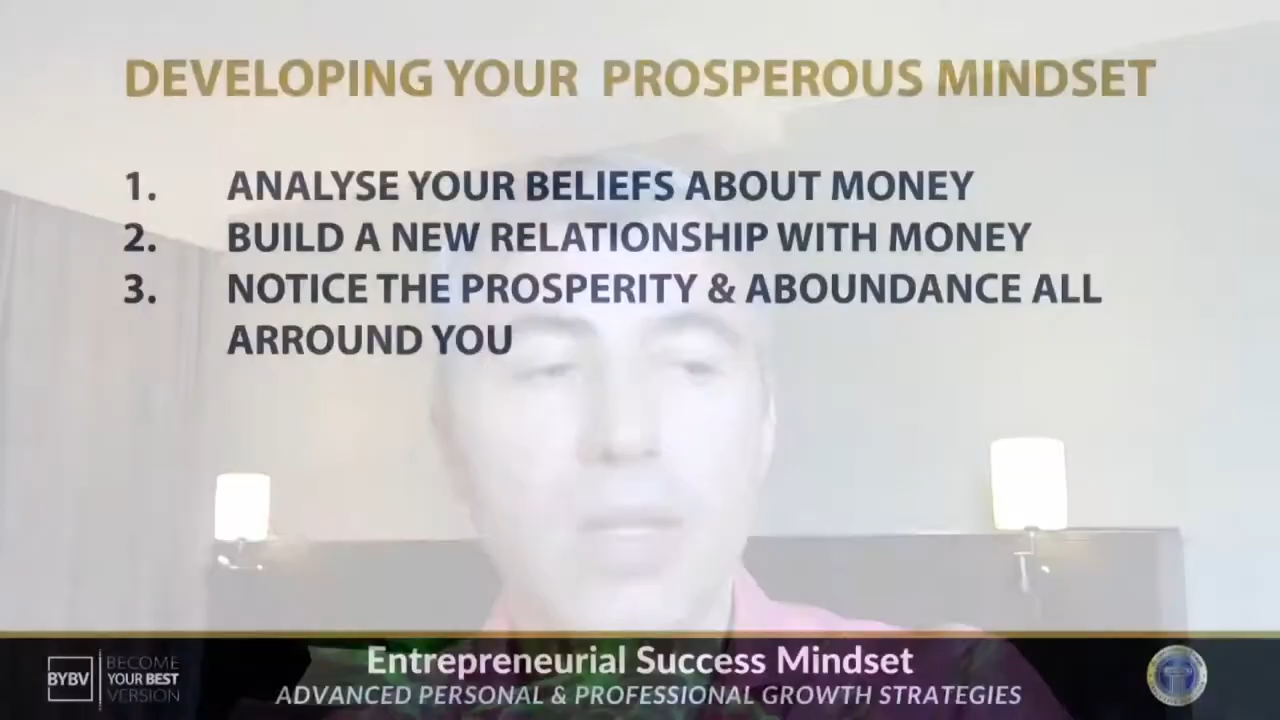 DEVELOPING YOUR PROSPEROUS MINDSET
1. ANALYSE YOUR BELIEFS ABOUT MONEY
2. BUILD A NEW RELATIONSHIP WITH MONEY
3. NOTICE THE PROSPERITY & ABOUNDANCE ALL
ARROUND YOU
Entrepreneurial Success Mindset
ADVANCED PERSONAL & PROFESSIONAL GROWTH STRATEGIES
BYBV
BECOME
YOUR BEST
VERSION